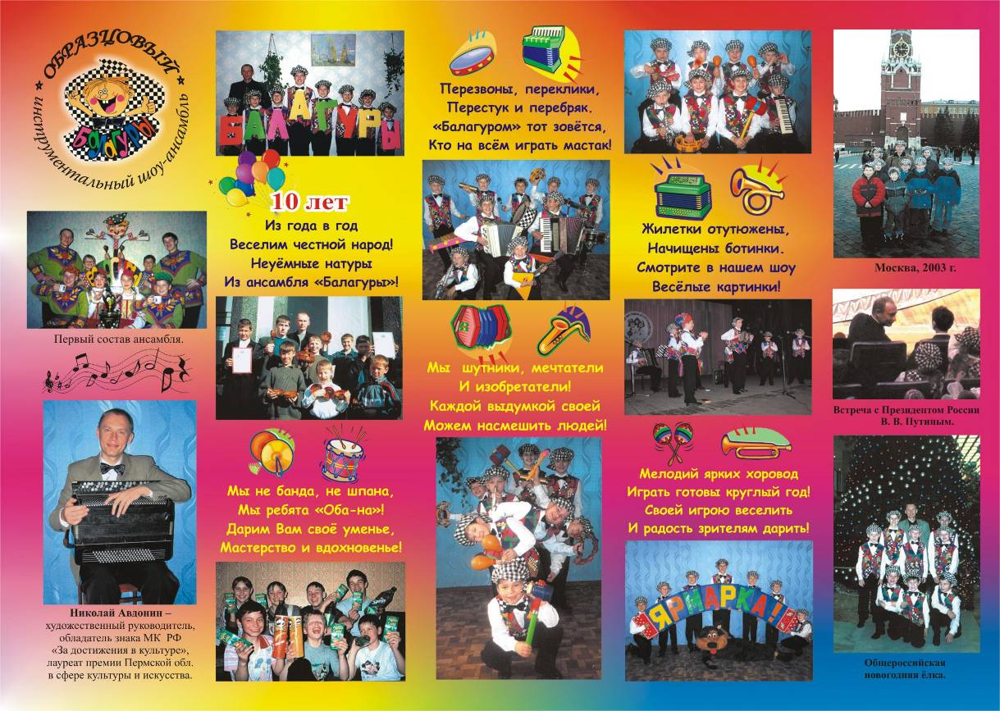 ОБРАЗЦОВЫЙ
инструментальный шоу-ансамбль
Балагуры
Первый состав ансамбля.
Николай Авдонин –
художественный руководитель,
обладатель знака МК РФ
«За достижения в культуре»,
лауреат премии Пермской обл.
в сфере культуры и искусства.
БАЛАГУРЫ
10 лет
Из года в год
Веселим честной народ!
Неуёмные натуры
Из ансамбля «Балагуры»!
Мы не банда, не шпана,
Мы ребята «Оба-на»!
Дарим Вам своё уменье,
Мастерство и вдохновенье!
Sprite
Pringles
Перезвоны, переклики,
Перестук и перебряк.
«Балагуром» тот зовётся,
Кто на всём играть мастак!
Мы шутники, мечтатели
И изобретатели!
Каждой выдумкой своей
Можем насмешить людей!
Жилетки отутюжены,
Начищены ботинки.
Смотрите в нашем шоу
Весёлые картинки!
Мелодий ярких хоровод
Играть готовы круглый год!
Своей игрою веселить
И радость зрителям дарить!
ЯРМАРКА!
Москва, 2003 г.
Встреча с Президентом России
В. В. Путиным.
Общероссийская
новогодняя ёлка.